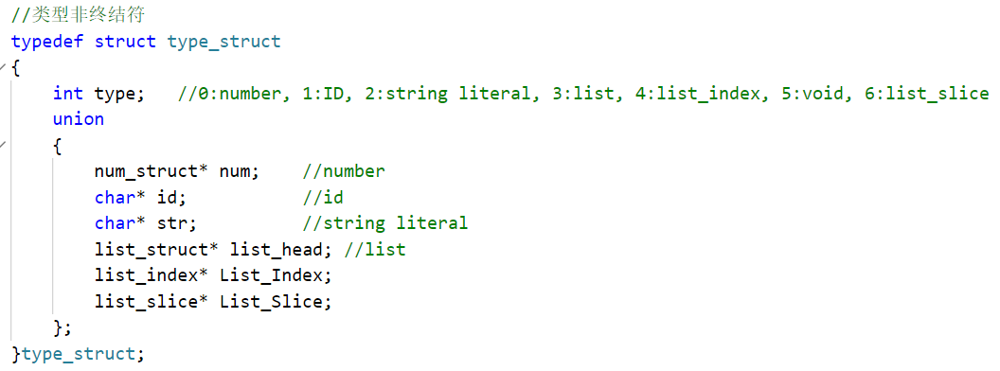 //类型非终结符
typedef struct type_struct
{
    int type;   //0:number, 1:ID, 2:string literal, 3:list, 4:list_index, 5:void, 6:list_slice
    union
    {
        num_struct* num;    //number
        char* id;           //id
        char* str;          //string literal
        list_struct* list_head; //list
        list_index* List_Index;
        list_slice* List_Slice;
    };
}type_struct;